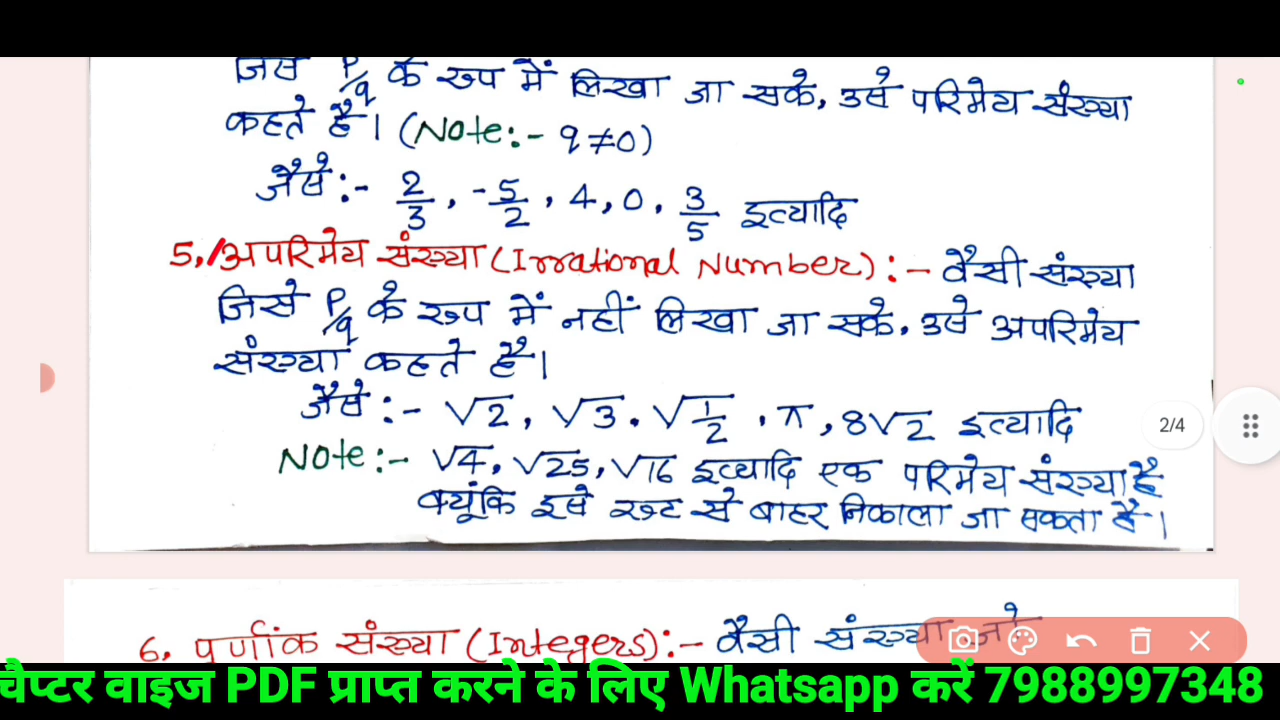 जिसे P/q के रूप में लिखा जा सके, उसे परिमेय संख्या
कहते हैं। (Note:- q≠0)
जैसे:- 2/3, -5/2, 4, 0, 3/5 इत्यादि
5. अपरिमेय संख्या (Irrational Number):- वैसी संख्या
जिसे P/q के रूप में नहीं लिखा जा सके, उसे अपरिमेय
संख्या कहते हैं।
जैसे:- √2, √3, √1/2, π, 8√2 इत्यादि
2/4
Note:- √4, √25, √16 इत्यादि एक परिमेय संख्या है
क्यूंकि इसे रूट से बाहर निकाला जा सकता है।
6. पूर्णांक संख्या (Integers):- वैसी संख्या जो
चैप्टर वाइज PDF प्राप्त करने के लिए Whatsapp करें 7988997348